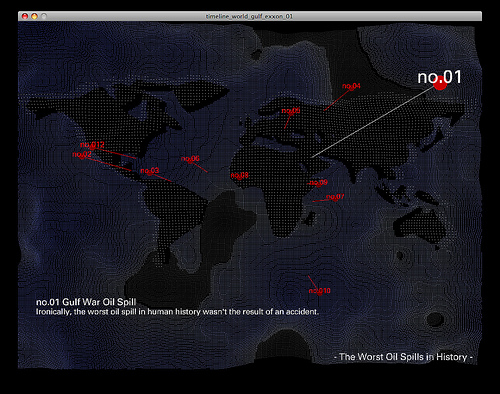 timeline_world_gulf_exxon_01
no.01
no.04
no.05
no.012
no.02
no.03
no.06
no.08
no.09
no.07
no.010
no.01 Gulf War Oil Spill
Ironically, the worst oil spill in human history wasn't the result of an accident.
- The Worst Oil Spills in History -